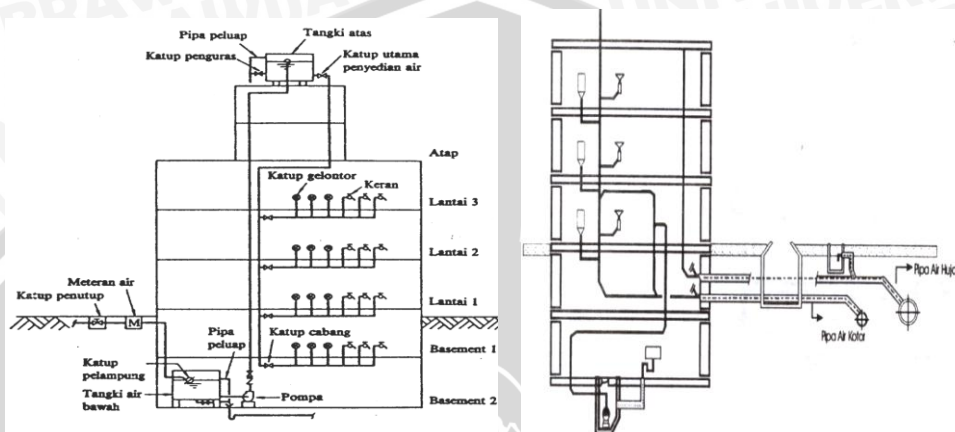 Pipa peluap
Tangki atas
Katup penguras
Katup utama
penyedian air
Atap
Katup gelontor
Keran
Lantai 3
Lantai 2
Meteran air
Katup penutup
M
Lantai 1
Pipa
peluap
Katup cabang
Basement 1
Katup
pelampung
Tangki air
bawah
Pompa
Basement 2
Pipa Air Huja
Pipa Air Kotor